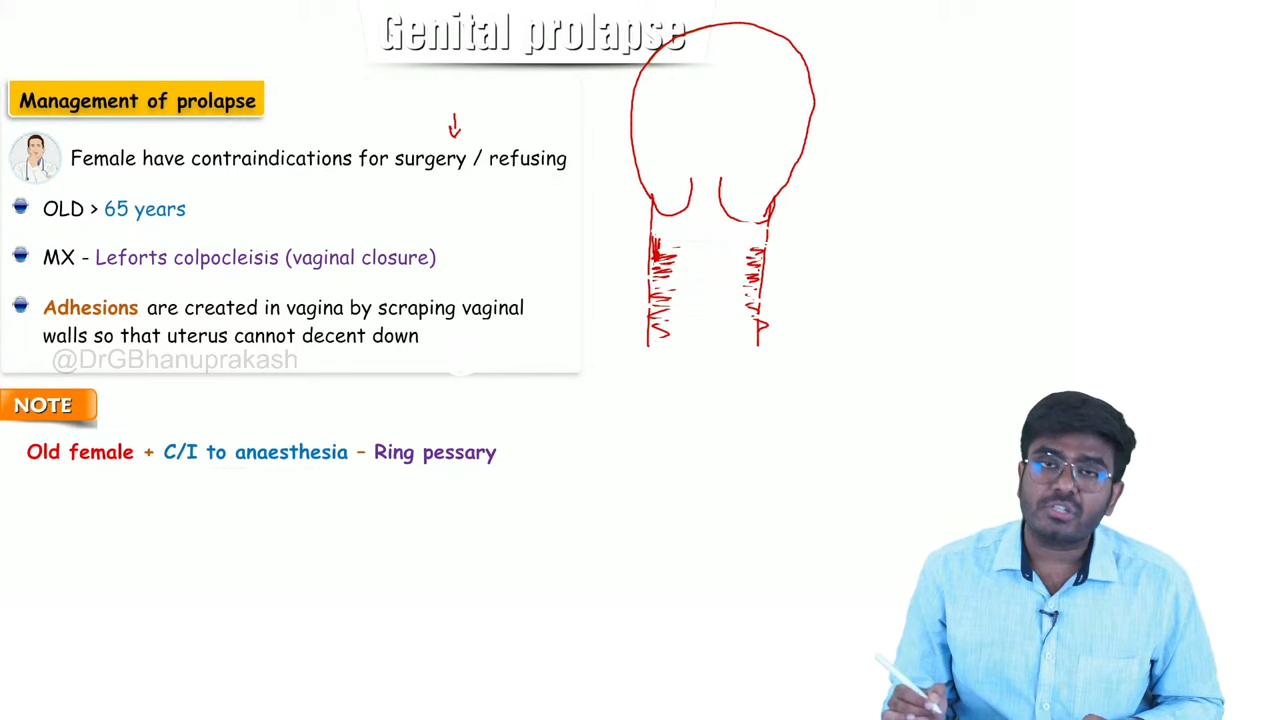 Genital prolapse
Management of prolapse
Female have contraindications for surgery / refusing
OLD > 65 years
MX - Leforts colpocleisis (vaginal closure)
Adhesions are created in vagina by scraping vaginal
walls so that uterus cannot decent down
@DrGBhanuprakash
NOTE
Old female + C/I to anaesthesia – Ring pessary